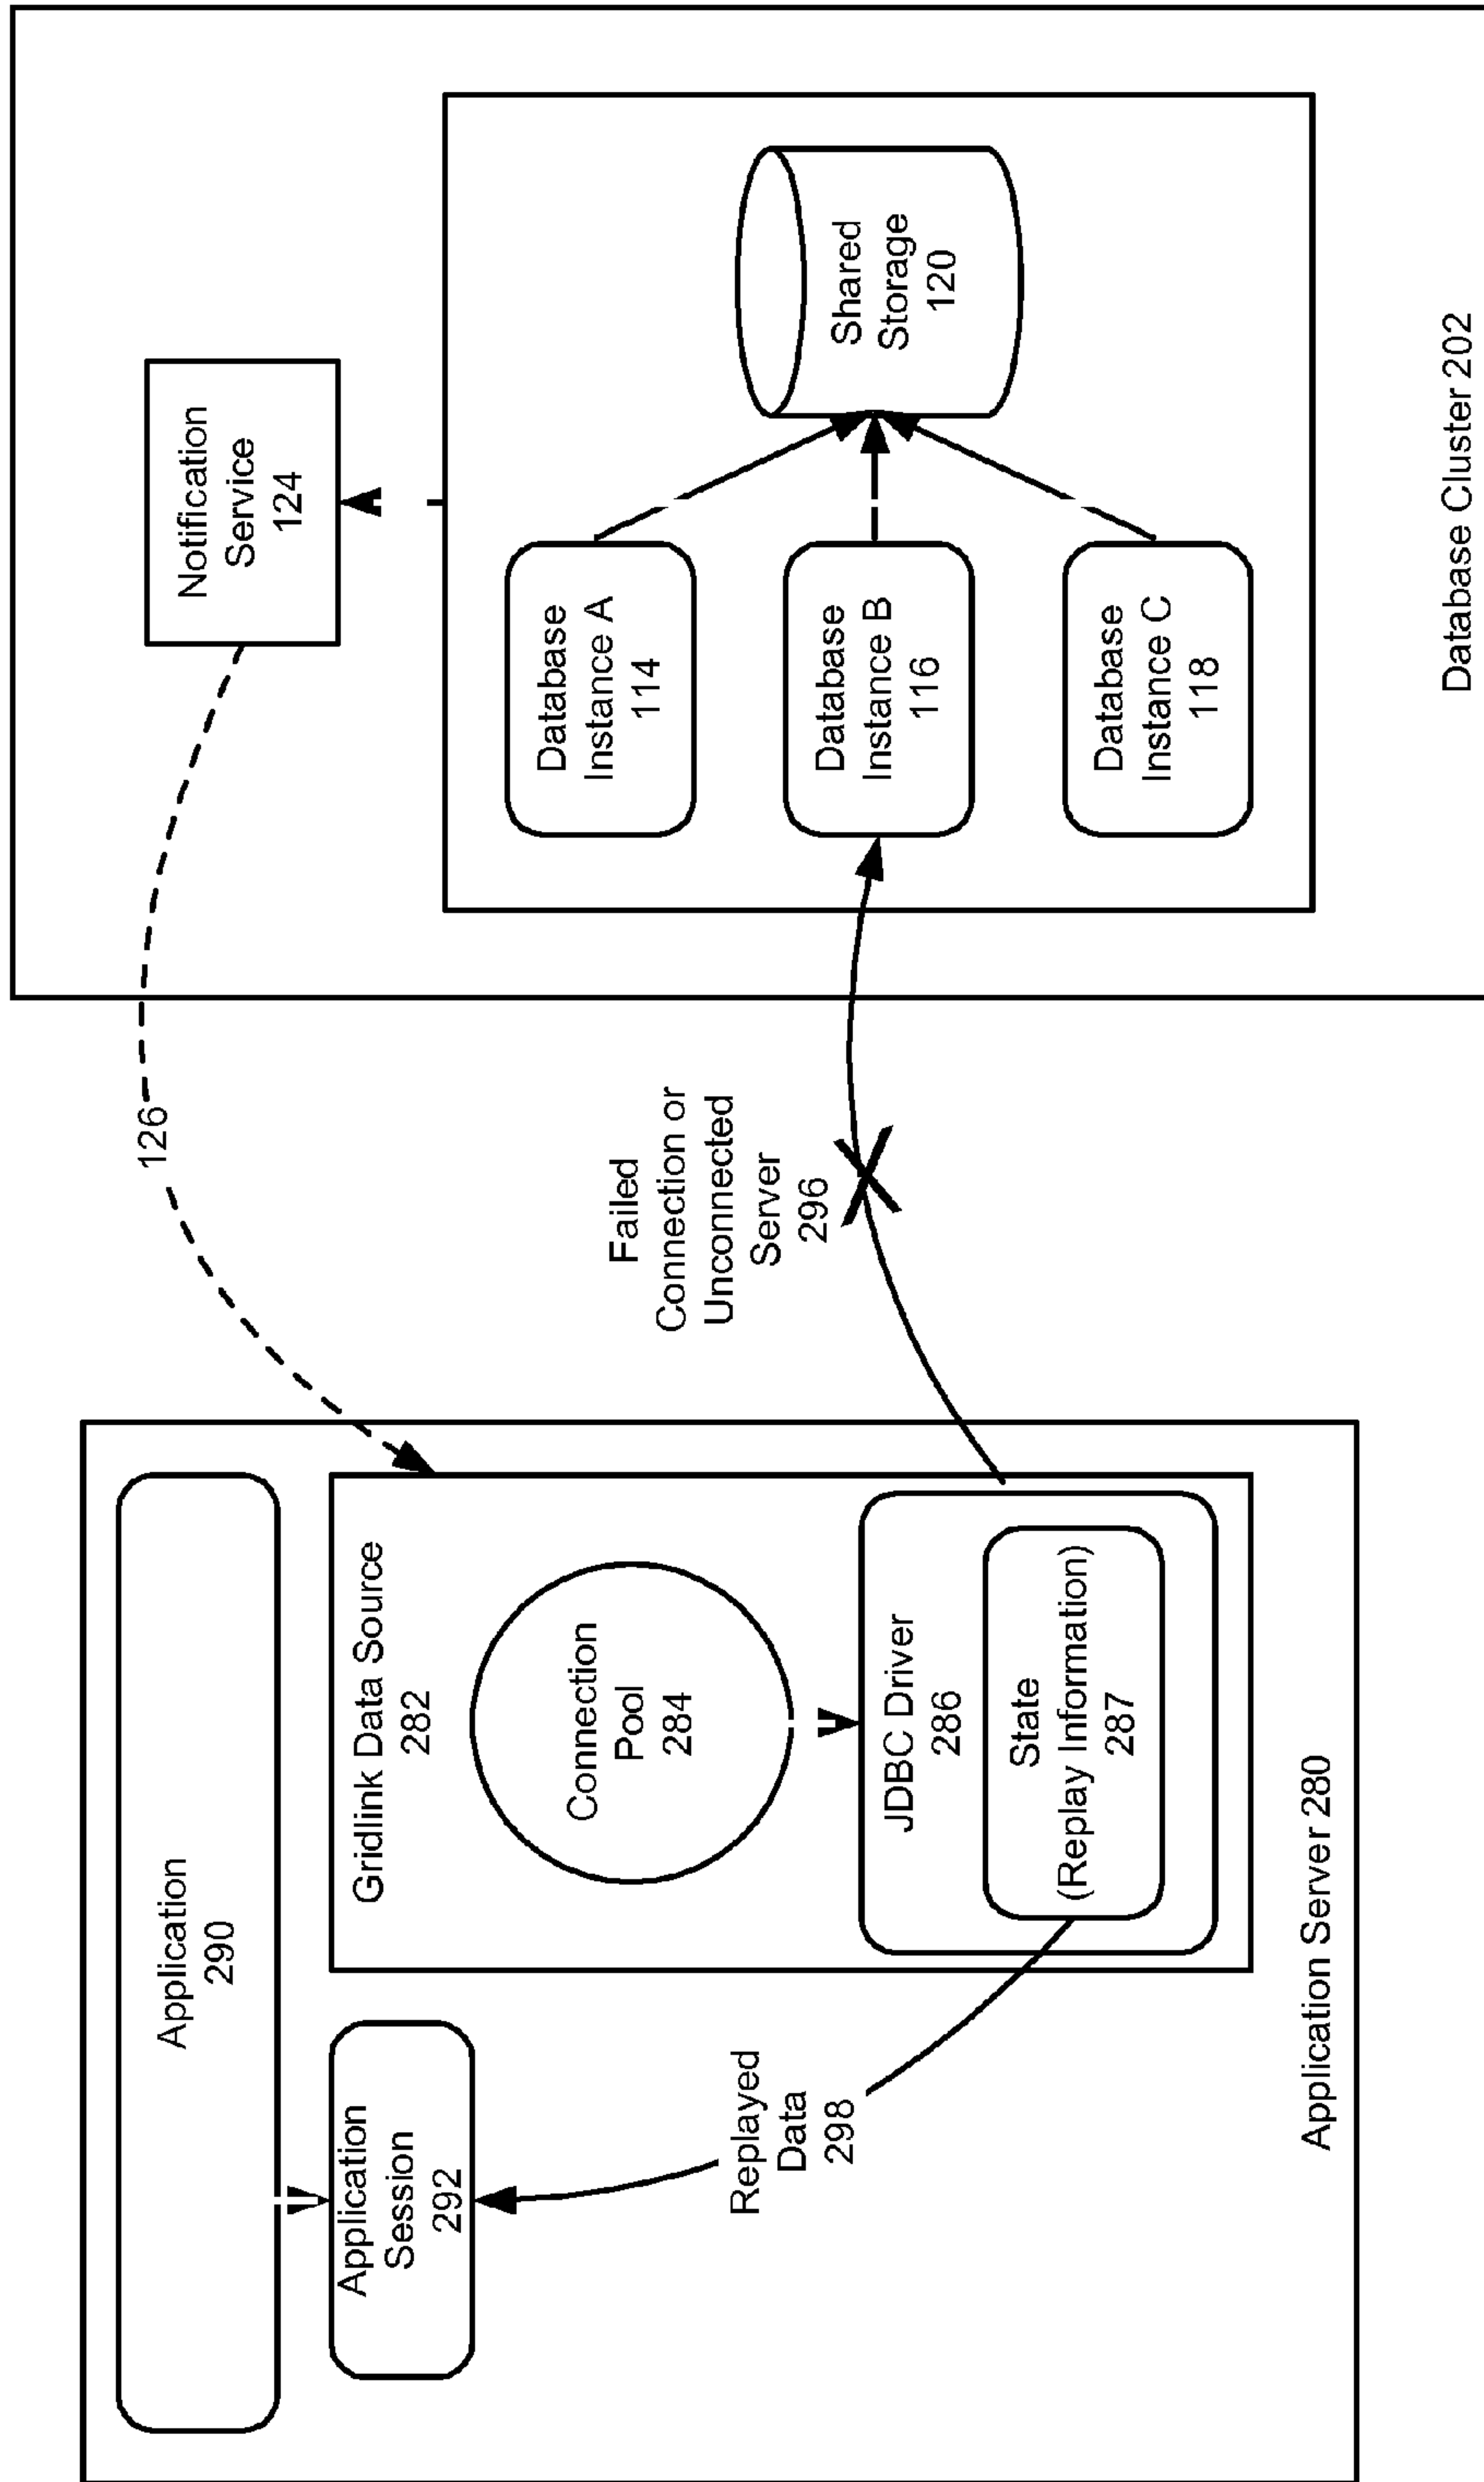 Application
290
Application
Session
292
Gridlink Data Source
282
Connection
Pool
284
JDBC Driver
286
State
(Replay Information)
287
Replayed
Data
298
Application Server 280
126
Failed
Connection or
Unconnected
Server
296
Notification
Service
124
Database
Instance A
114
Database
Instance B
116
Database
Instance C
118
Shared
Storage
120
Database Cluster 202